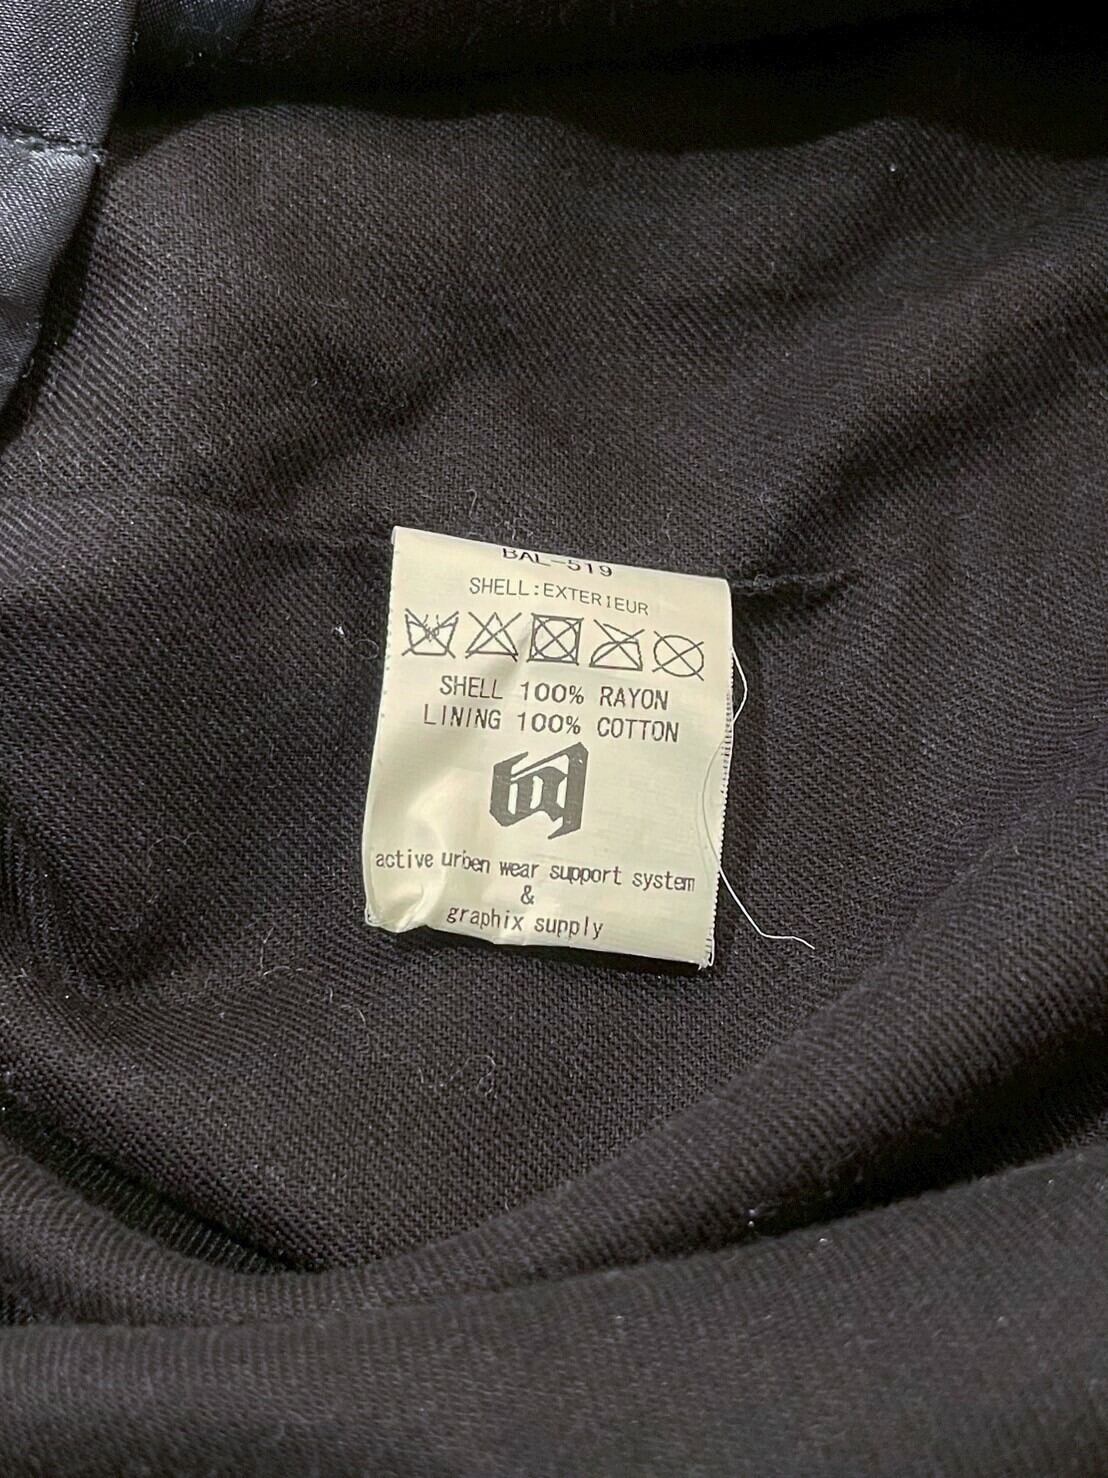 BAL-519
SHELL:EXTERIEUR
SHELL 100% RAYON
LINING 100% COTTON
active urben wear support system
&
graphix supply